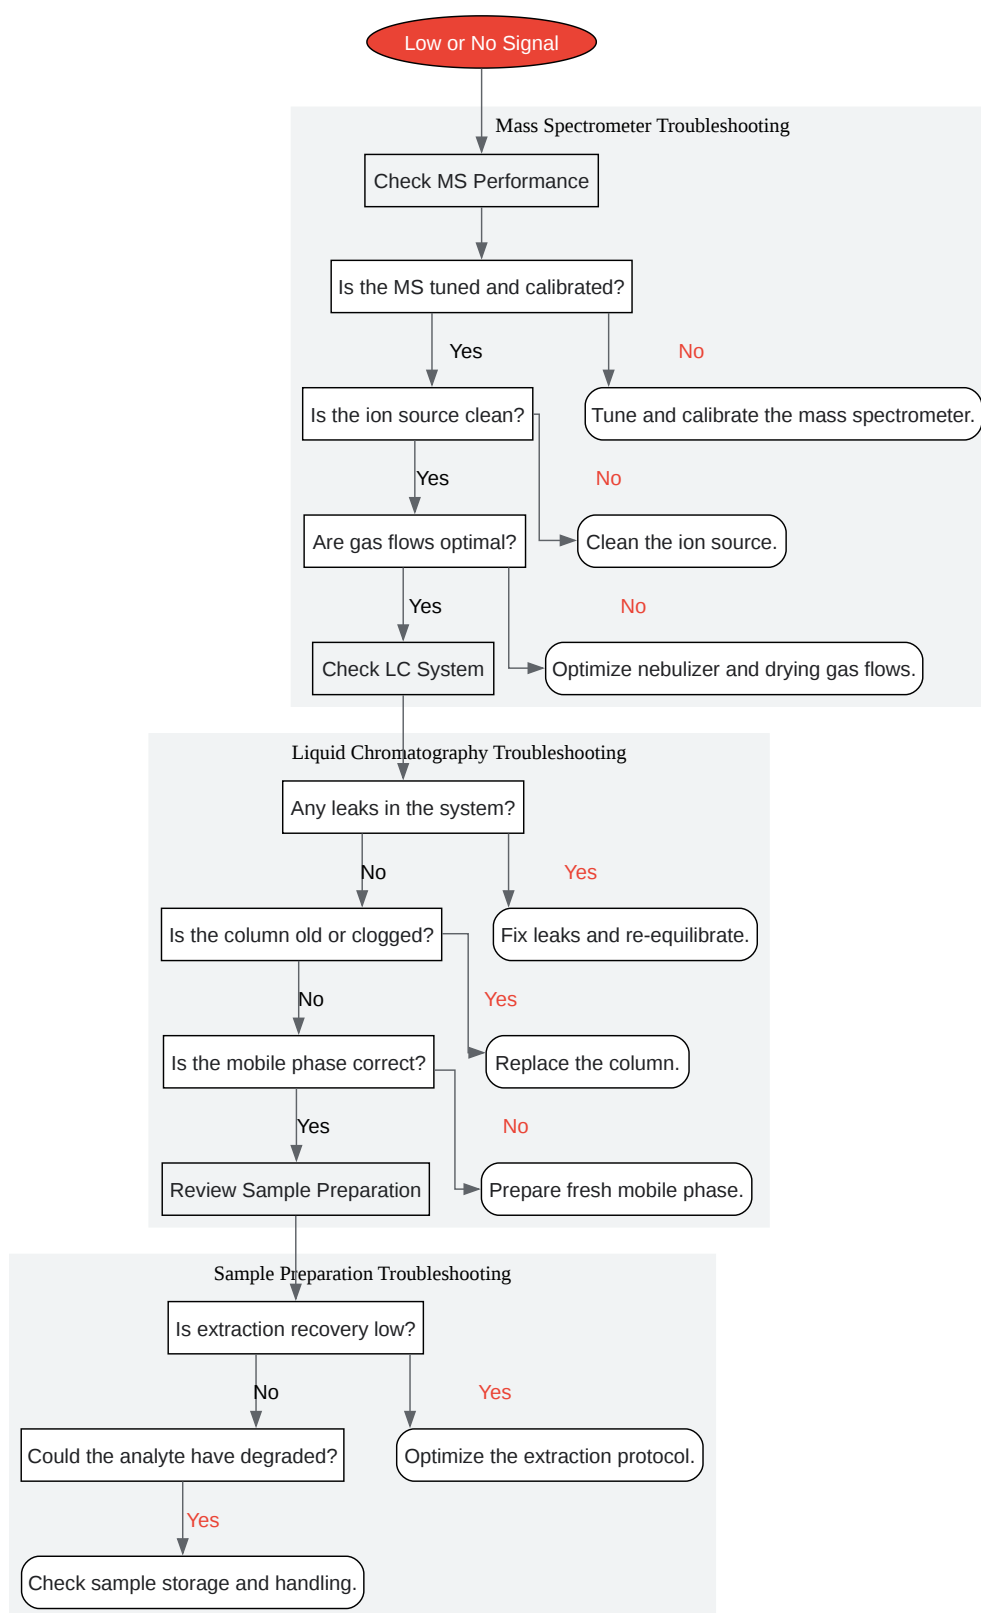 Low or No Signal
Mass Spectrometer Troubleshooting
Check MS Performance
Is the MS tuned and calibrated?
Yes
No
Is the ion source clean?
Tune and calibrate the mass spectrometer.
Yes
No
Are gas flows optimal?
Clean the ion source.
Yes
No
Check LC System
Optimize nebulizer and drying gas flows.
Liquid Chromatography Troubleshooting
Any leaks in the system?
No
Yes
Is the column old or clogged?
Fix leaks and re-equilibrate.
No
Yes
Is the mobile phase correct?
Replace the column.
Yes
No
Review Sample Preparation
Prepare fresh mobile phase.
Sample Preparation Troubleshooting
Is extraction recovery low?
No
Yes
Could the analyte have degraded?
Optimize the extraction protocol.
Yes
Check sample storage and handling.